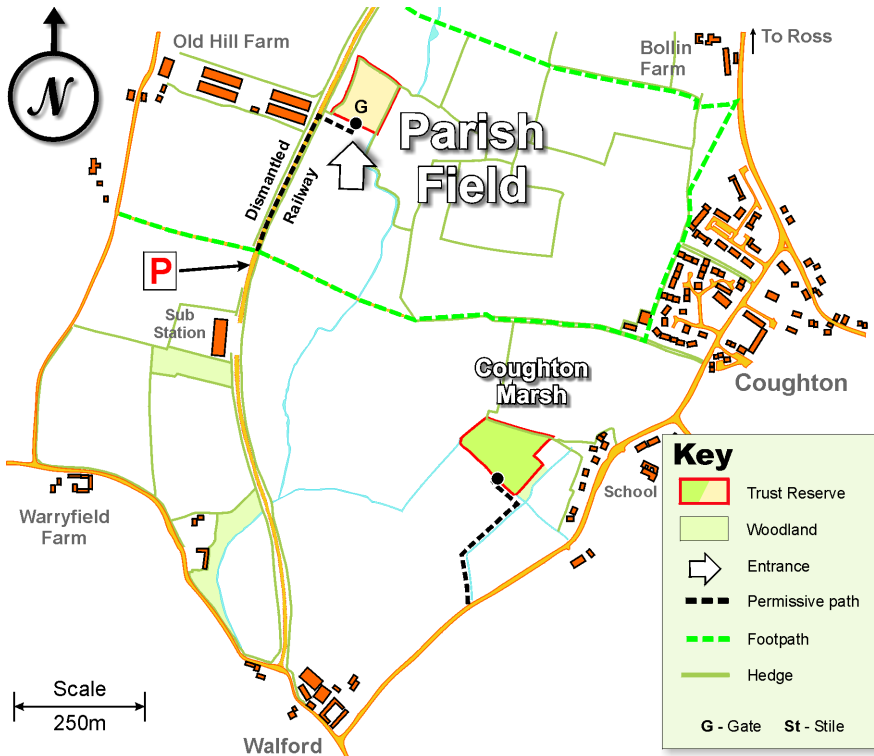 Old Hill Farm
N
Bollin
Farm
To Ross
G
Parish
Field
Dismantled
Railway
P
Sub
Station
Coughton
Marsh
Coughton
School
Warryfield
Farm
Walford
Scale
250m
Key
Trust Reserve
Woodland
Entrance
Permissive path
Footpath
Hedge
G - Gate St - Stile